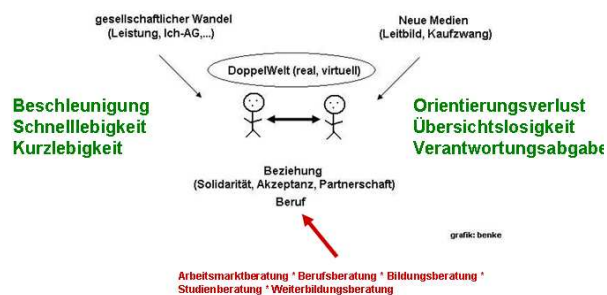 gesellschaftlicher Wandel
(Leistung, Ich-AG,...)
Neue Medien
(Leitbild, Kaufzwang)
DoppelWelt (real, virtuell)
Beschleunigung
Schnelllebigkeit
Kurzlebigkeit
Orientierungsverlust
Übersichtslosigkeit
Verantwortungsabgabe
Beziehung
(Solidarität, Akzeptanz, Partnerschaft)
Beruf
grafik: benke
Arbeitsmarktberatung * Berufsberatung * Bildungsberatung *
Studienberatung * Weiterbildungsberatung